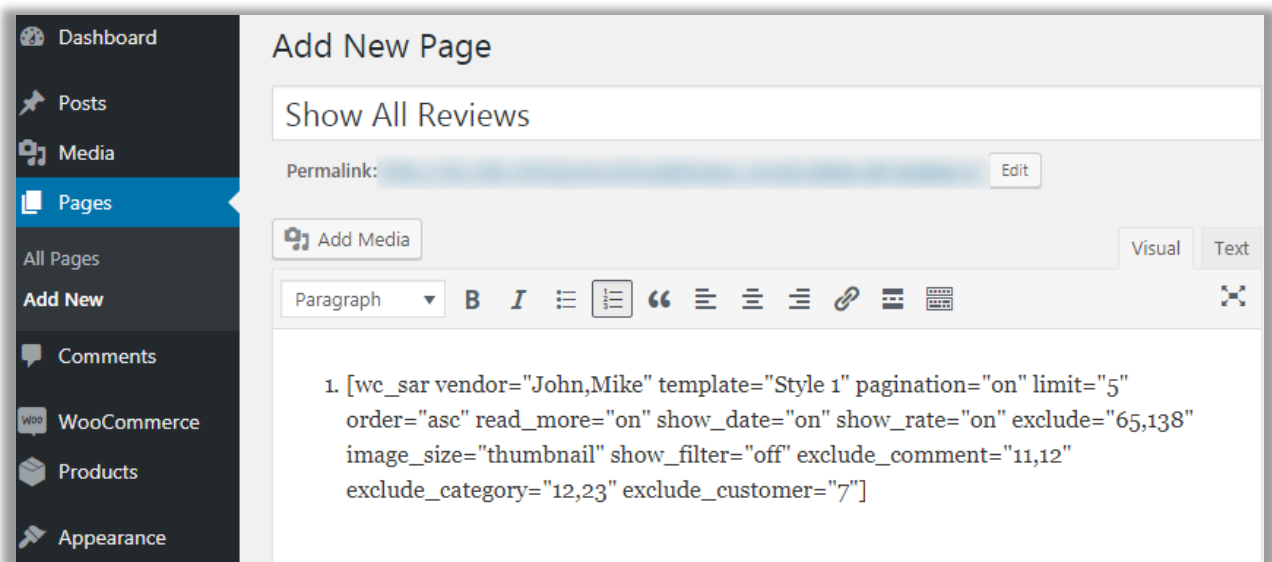 Dashboard
Posts
Media
Pages
All Pages
Add New
Comments
WOO WooCommerce
Products
Appearance
Add New Page
Show All Reviews
Permalink:
Edit
Add Media
Visual Text
Paragraph
1. [wc_sar vendor="John,Mike" template="Style 1" pagination="on" limit="5"
order="asc" read_more="on" show_date="on" show_rate="on" exclude="65,138"
image_size="thumbnail" show_filter="off" exclude_comment="11,12"
exclude_category="12,23" exclude_customer="7"]